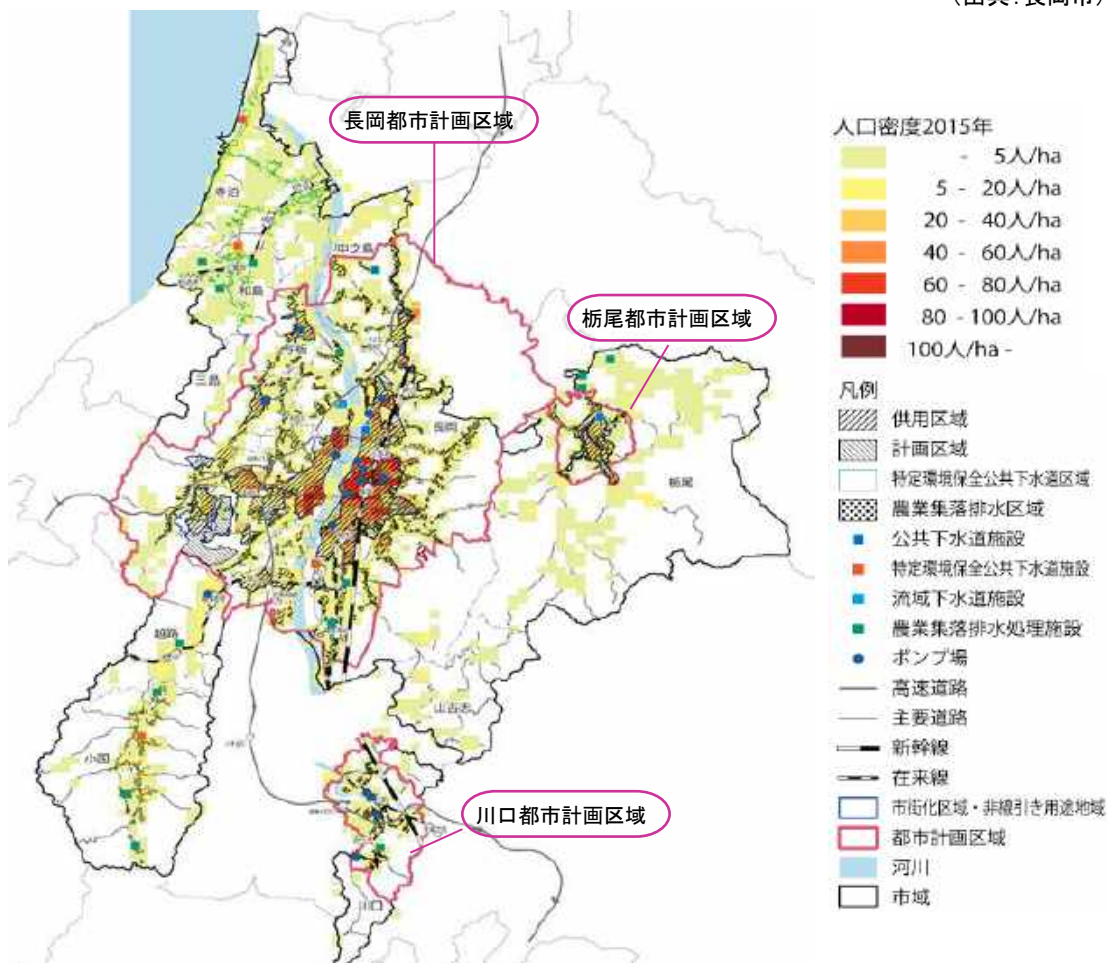 (出典：長岡市)
長岡都市計画区域
栃尾都市計画区域
川口都市計画区域
寺泊
和島
中之島
三島
与板
長岡
栃尾
越路
小国
山古志
川口
人口密度2015年
- 5人/ha
5 - 20人/ha
20 - 40人/ha
40 - 60人/ha
60 - 80人/ha
80 - 100人/ha
100人/ha -
凡例
供用区域
計画区域
特定環境保全公共下水道区域
農業集落排水区域
公共下水道施設
特定環境保全公共下水道施設
流域下水道施設
農業集落排水処理施設
ポンプ場
高速道路
主要道路
新幹線
在来線
市街化区域・非線引き用途地域
都市計画区域
河川
市域